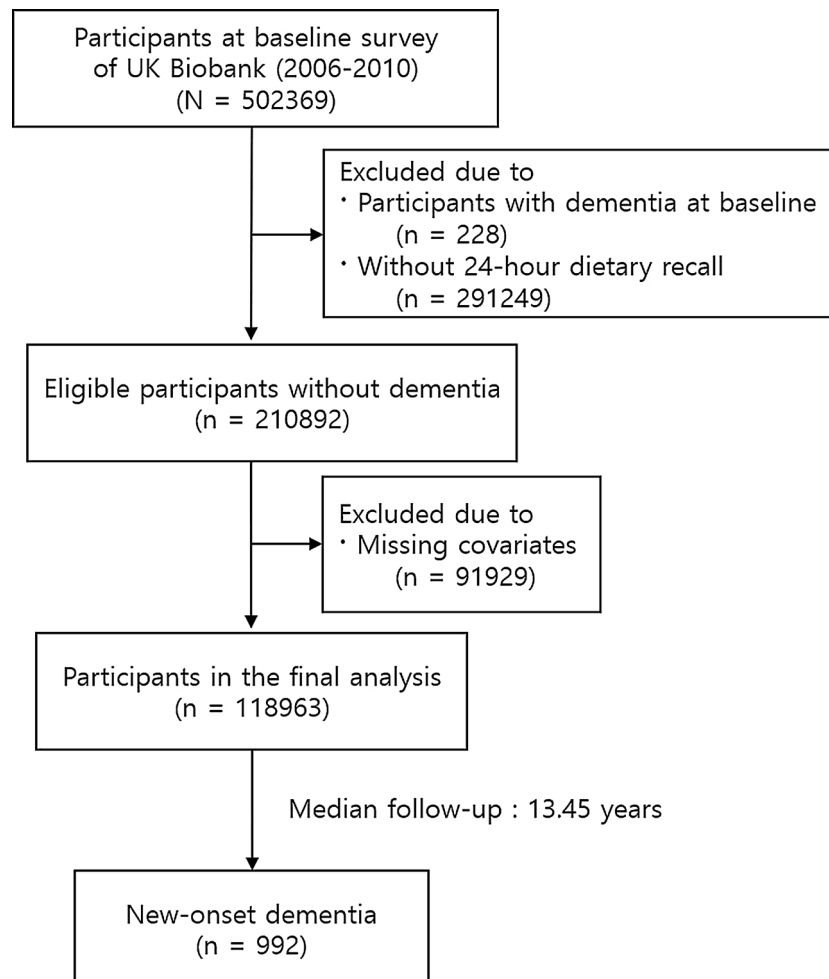 Participants at baseline survey
of UK Biobank (2006-2010)
(N = 502369)
Excluded due to
· Participants with dementia at baseline
(n = 228)
· Without 24-hour dietary recall
(n = 291249)
Eligible participants without dementia
(n = 210892)
Excluded due to
· Missing covariates
(n = 91929)
Participants in the final analysis
(n = 118963)
Median follow-up : 13.45 years
New-onset dementia
(n = 992)